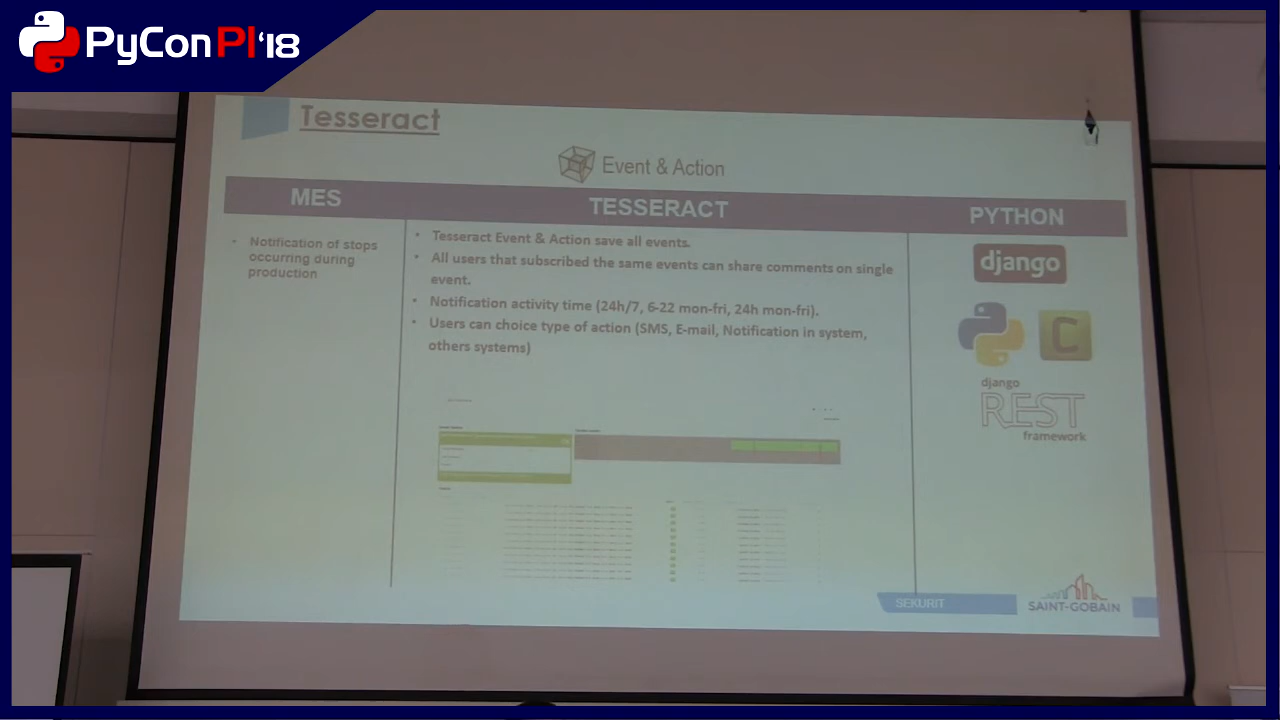 PyConPl'18
Tesseract
Event & Action
MES
TESSERACT
PYTHON
• Notification of stops
occurring during
production
• Tesseract Event & Action save all events.
• All users that subscribed the same events can share comments on single
event.
• Notification activity time (24h/7, 6-22 mon-fri, 24h mon-fri).
• Users can choice type of action (SMS, E-mail, Notification in system,
others systems)
django
C
django
REST
framework
SEKURIT
SAINT-GOBAIN